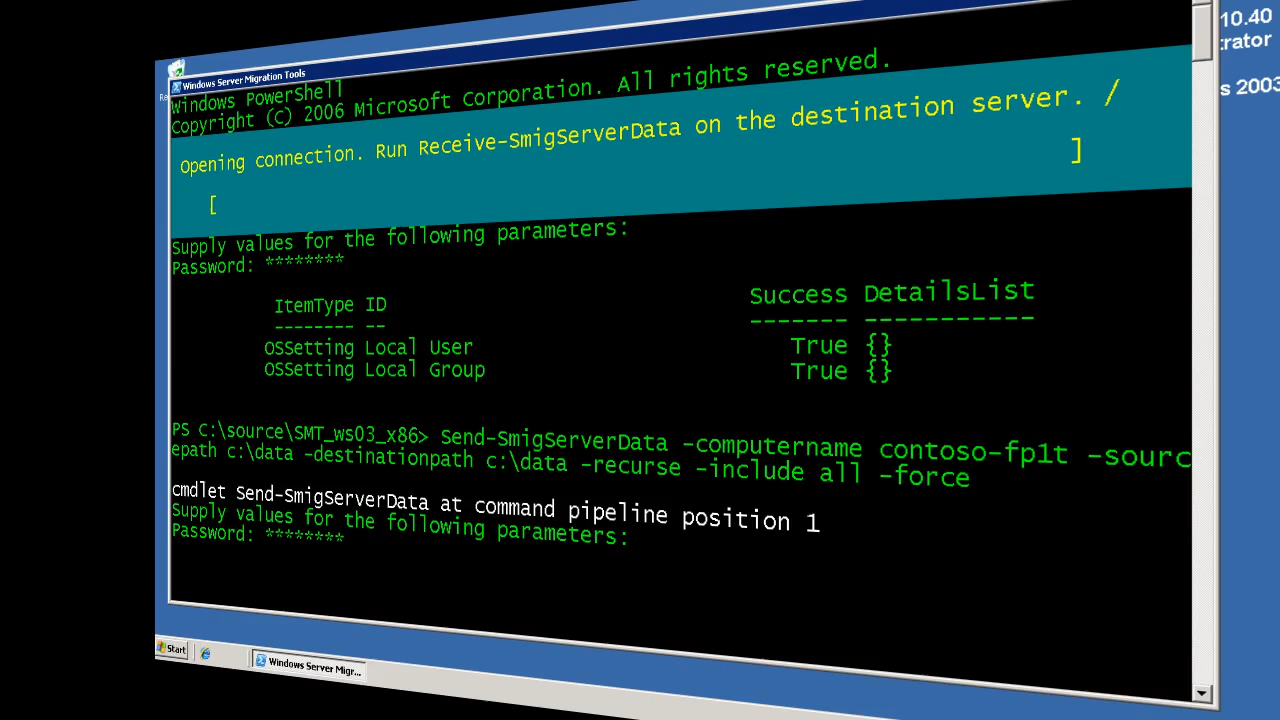 10.40
trator
s 2003
Re
Windows Server Migration Tools
Windows PowerShell
Copyright (C) 2006 Microsoft Corporation. All rights reserved.
Opening connection. Run Receive-SmigServerData on the destination server. /
[ ]
Supply values for the following parameters:
Password: ********
ItemType ID Success DetailsList
-------- -- ------- -----------
OSSetting Local User True {}
OSSetting Local Group True {}
PS C:\source\SMT_ws03_x86> Send-SmigServerData -computername contoso-fp1t -sourc
epath c:\data -destinationpath c:\data -recurse -include all -force
cmdlet Send-SmigServerData at command pipeline position 1
Supply values for the following parameters:
Password: ********
Start
Windows Server Migr...